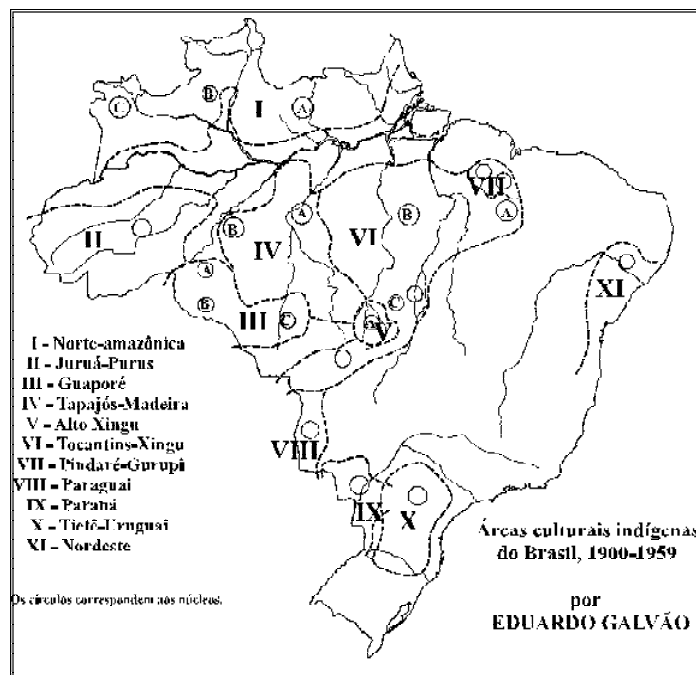 B
C
I
A
VII
A
II
B
IV
A
VI
B
A
B
III
C
C
V
XI
I - Norte-amazônica
II - Juruá-Purus
III - Guaporé
IV - Tapajós-Madeira
V - Alto Xingu
VI - Tocantins-Xingu
VII - Pindaré-Gurupi
VIII - Paraguai
IX - Paraná
X - Tietê-Uruguai
XI - Nordeste
VIII
IX
X
Áreas culturais indígenas
do Brasil, 1900-1959
Os círculos correspondem aos núcleos.
por
EDUARDO GALVÃO